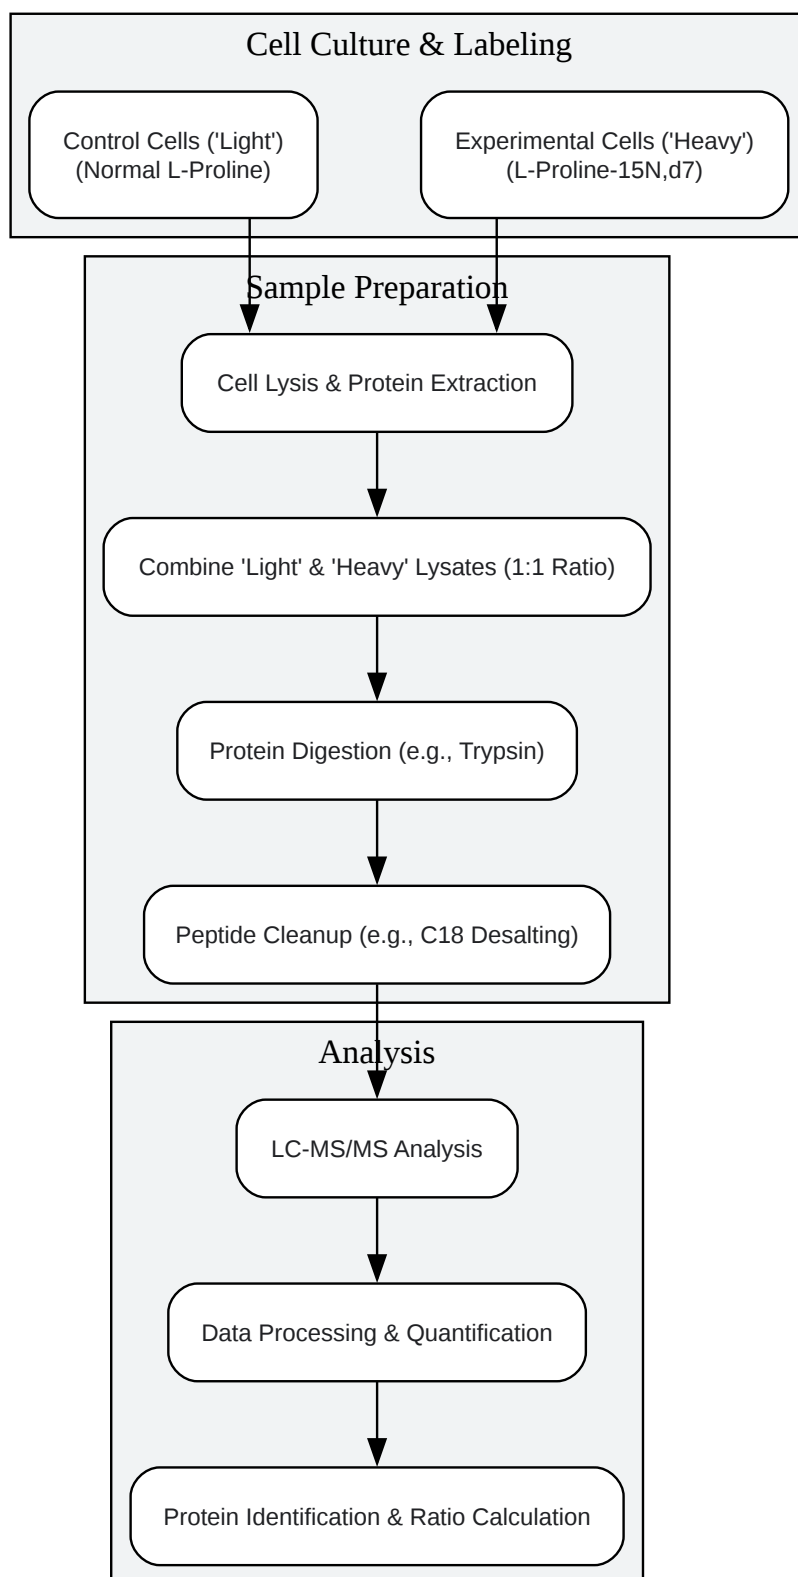 Cell Culture & Labeling
Control Cells ('Light')
(Normal L-Proline)
Experimental Cells ('Heavy')
(L-Proline-15N,d7)
Sample Preparation
Cell Lysis & Protein Extraction
Combine 'Light' & 'Heavy' Lysates (1:1 Ratio)
Protein Digestion (e.g., Trypsin)
Peptide Cleanup (e.g., C18 Desalting)
Analysis
LC-MS/MS Analysis
Data Processing & Quantification
Protein Identification & Ratio Calculation